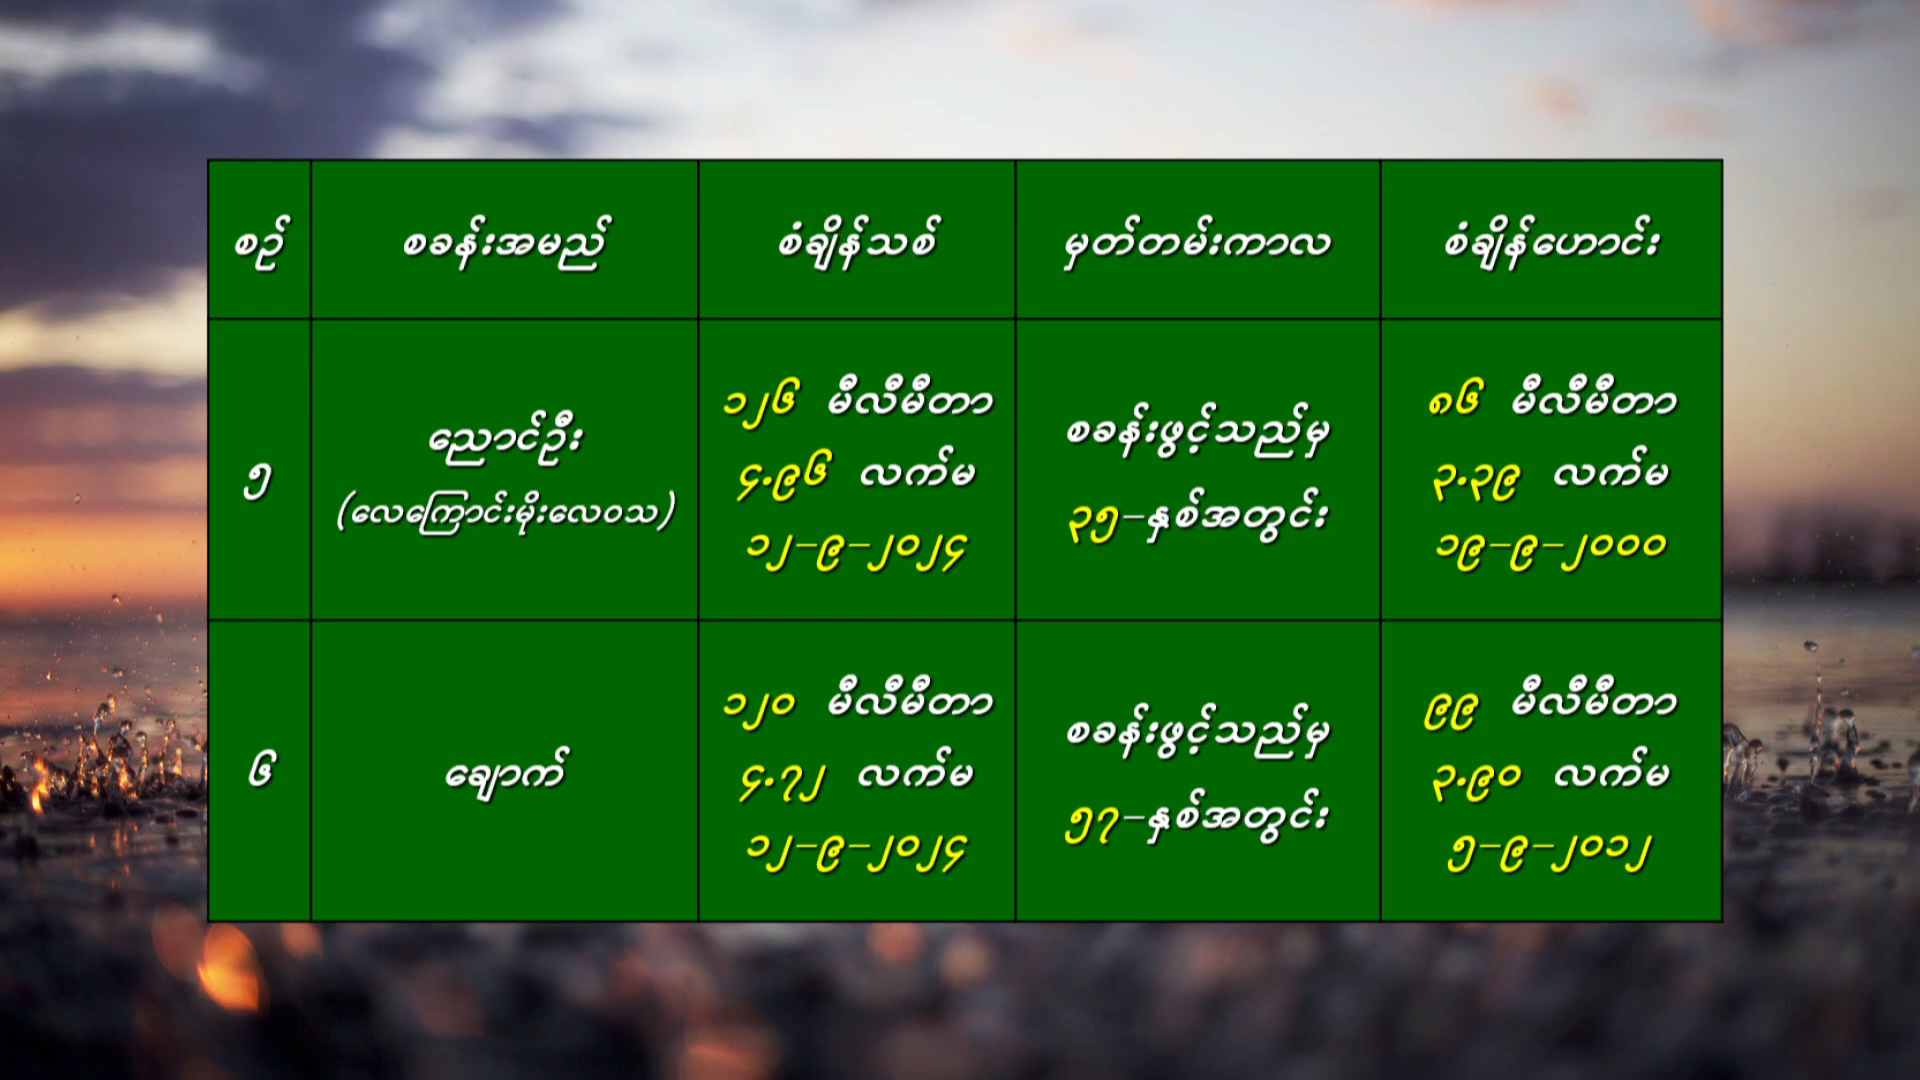 စဉ်
စခန်းအမည်
စံချိန်သစ်
မှတ်တမ်းကာလ
စံချိန်ဟောင်း
၅
ညောင်ဦး
(လေကြောင်းမိုးလေဝသ)
၁၂၆ မီလီမီတာ
၄.၉၆ လက်မ
၁၂-၉-၂၀၂၄
စခန်းဖွင့်သည်မှ
၃၅-နှစ်အတွင်း
၈၆ မီလီမီတာ
၃.၃၉ လက်မ
၁၉-၉-၂၀၀၀
၆
ချောက်
၁၂၀ မီလီမီတာ
၄.၇၂ လက်မ
၁၂-၉-၂၀၂၄
စခန်းဖွင့်သည်မှ
၅၇-နှစ်အတွင်း
၉၉ မီလီမီတာ
၃.၉၀ လက်မ
၅-၉-၂၀၁၂